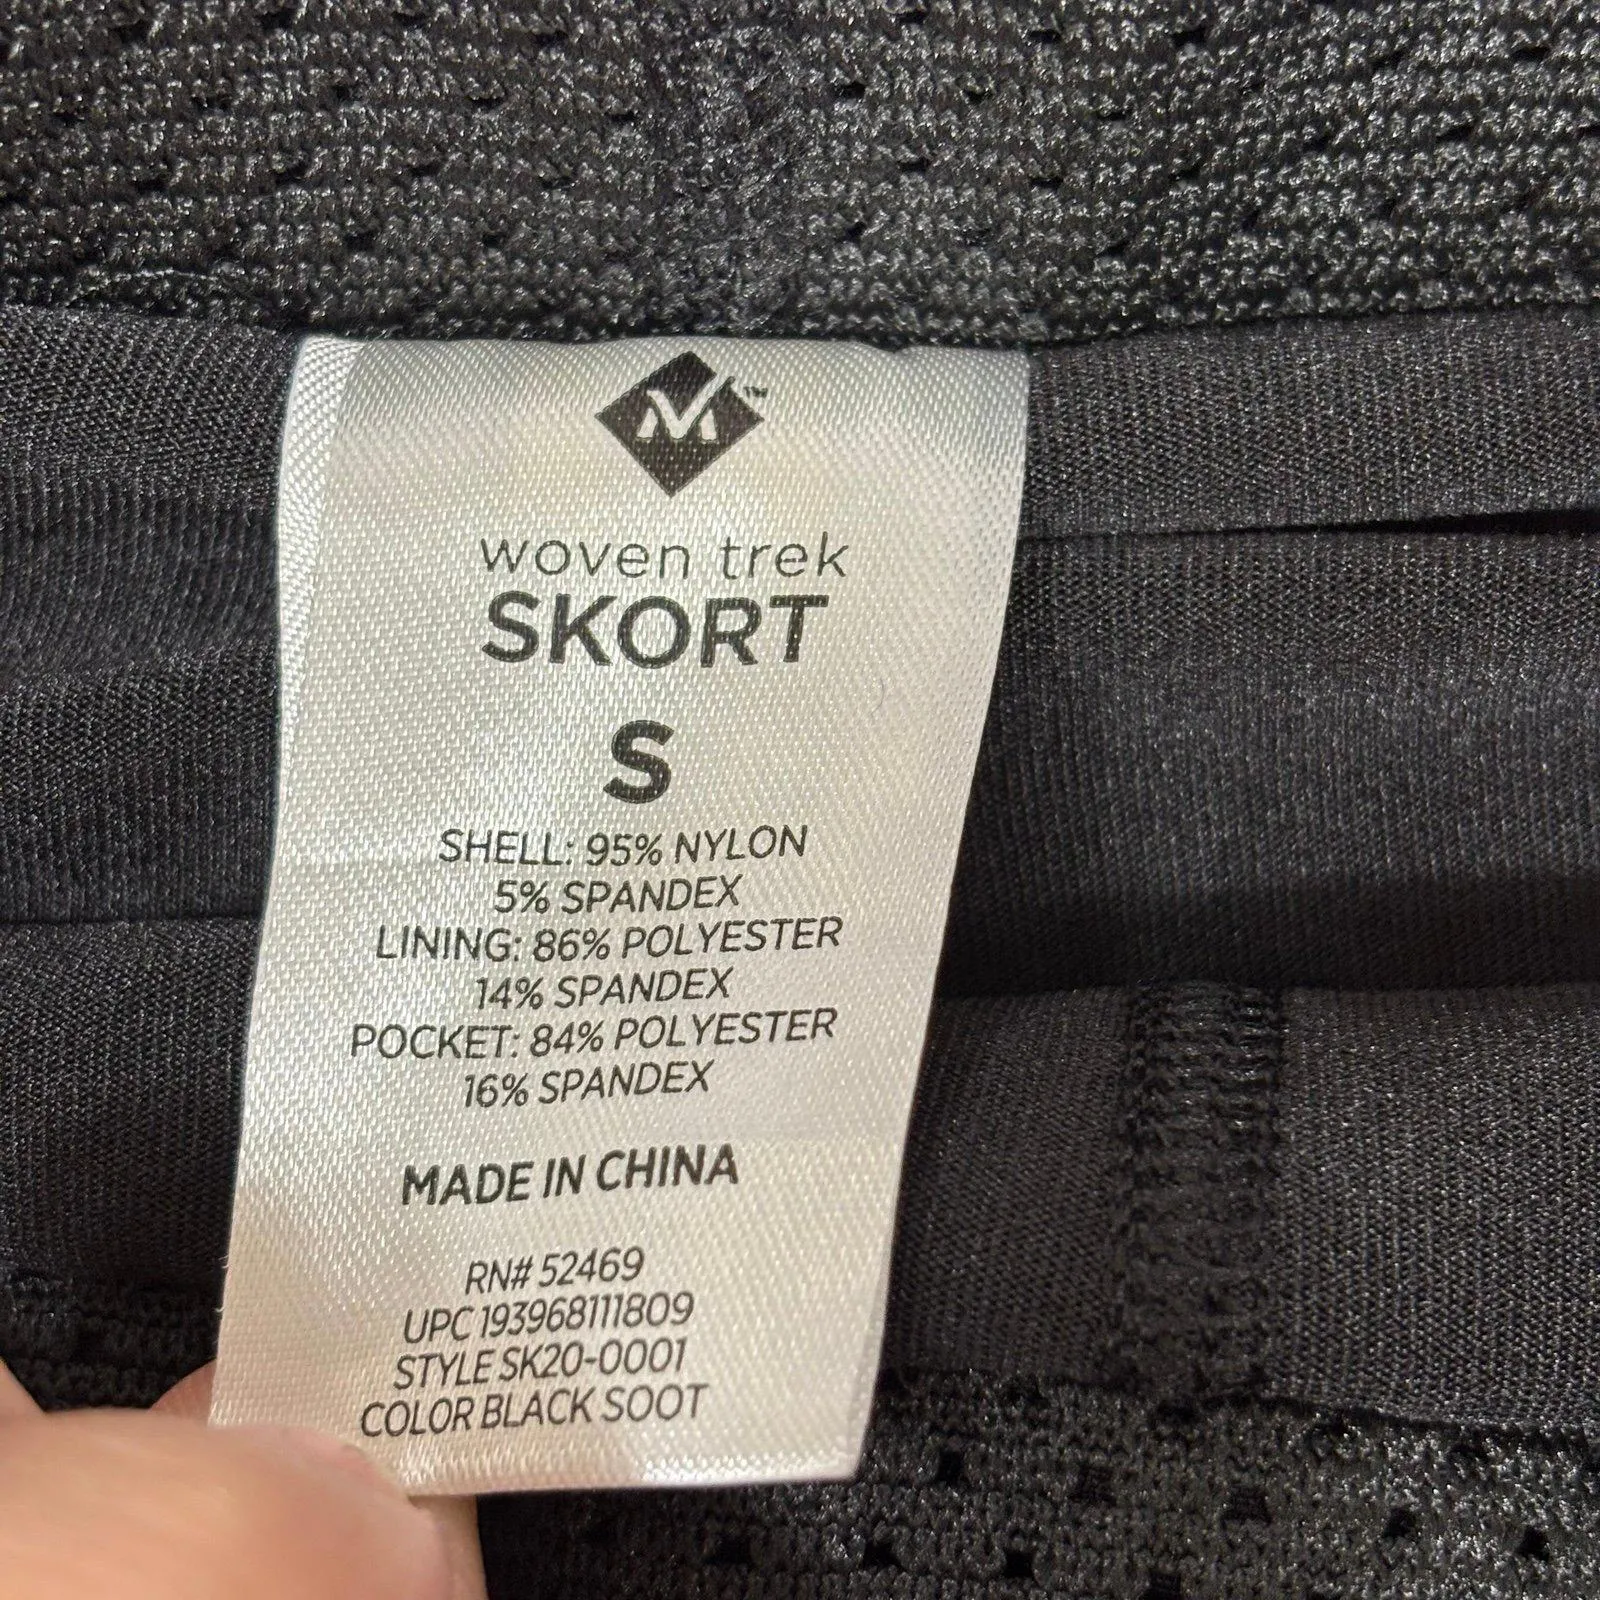 M™
woven trek
SKORT
S
SHELL: 95% NYLON
5% SPANDEX
LINING: 86% POLYESTER
14% SPANDEX
POCKET: 84% POLYESTER
16% SPANDEX
MADE IN CHINA
RN# 52469
UPC 193968111809
STYLE SK20-0001
COLOR BLACK SOOT